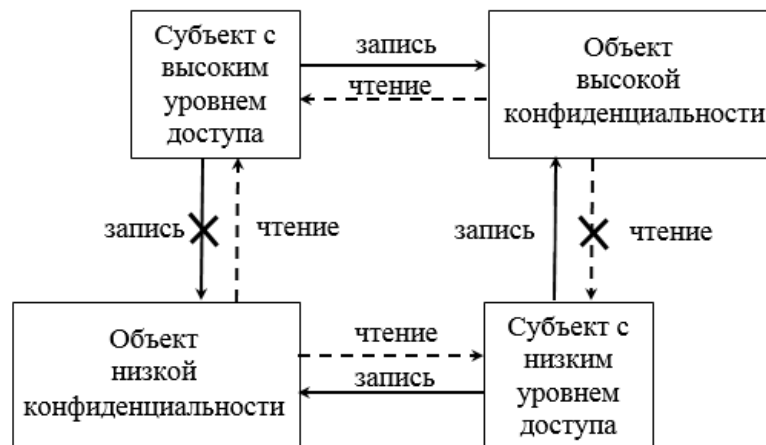 Субъект с
высоким
уровнем
доступа
запись
чтение
Объект
высокой
конфиденциальности
запись
чтение
запись
чтение
Объект
низкой
конфиденциальности
чтение
запись
Субъект с
низким
уровнем
доступа